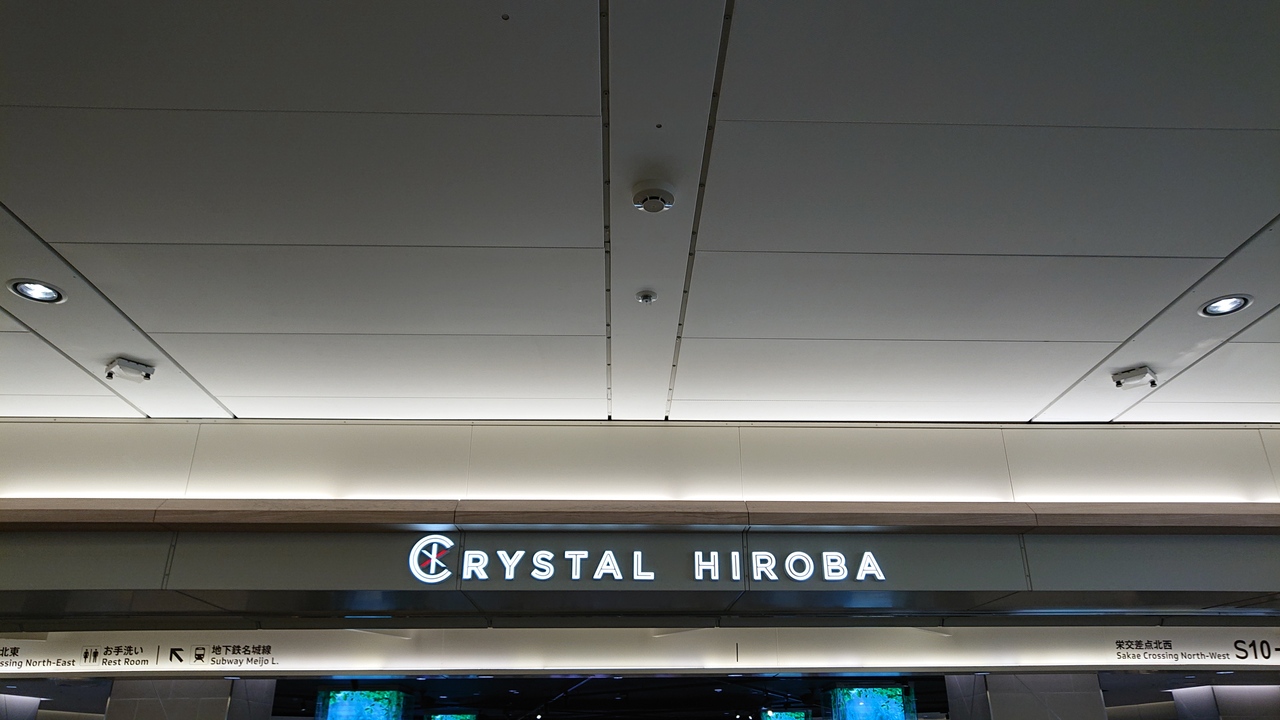 CRYSTAL HIROBA
北東
ssing North-East
お手洗い
Rest Room
地下鉄名城線
Subway Meijo L.
栄交差点北西
Sakae Crossing North-West
S10-